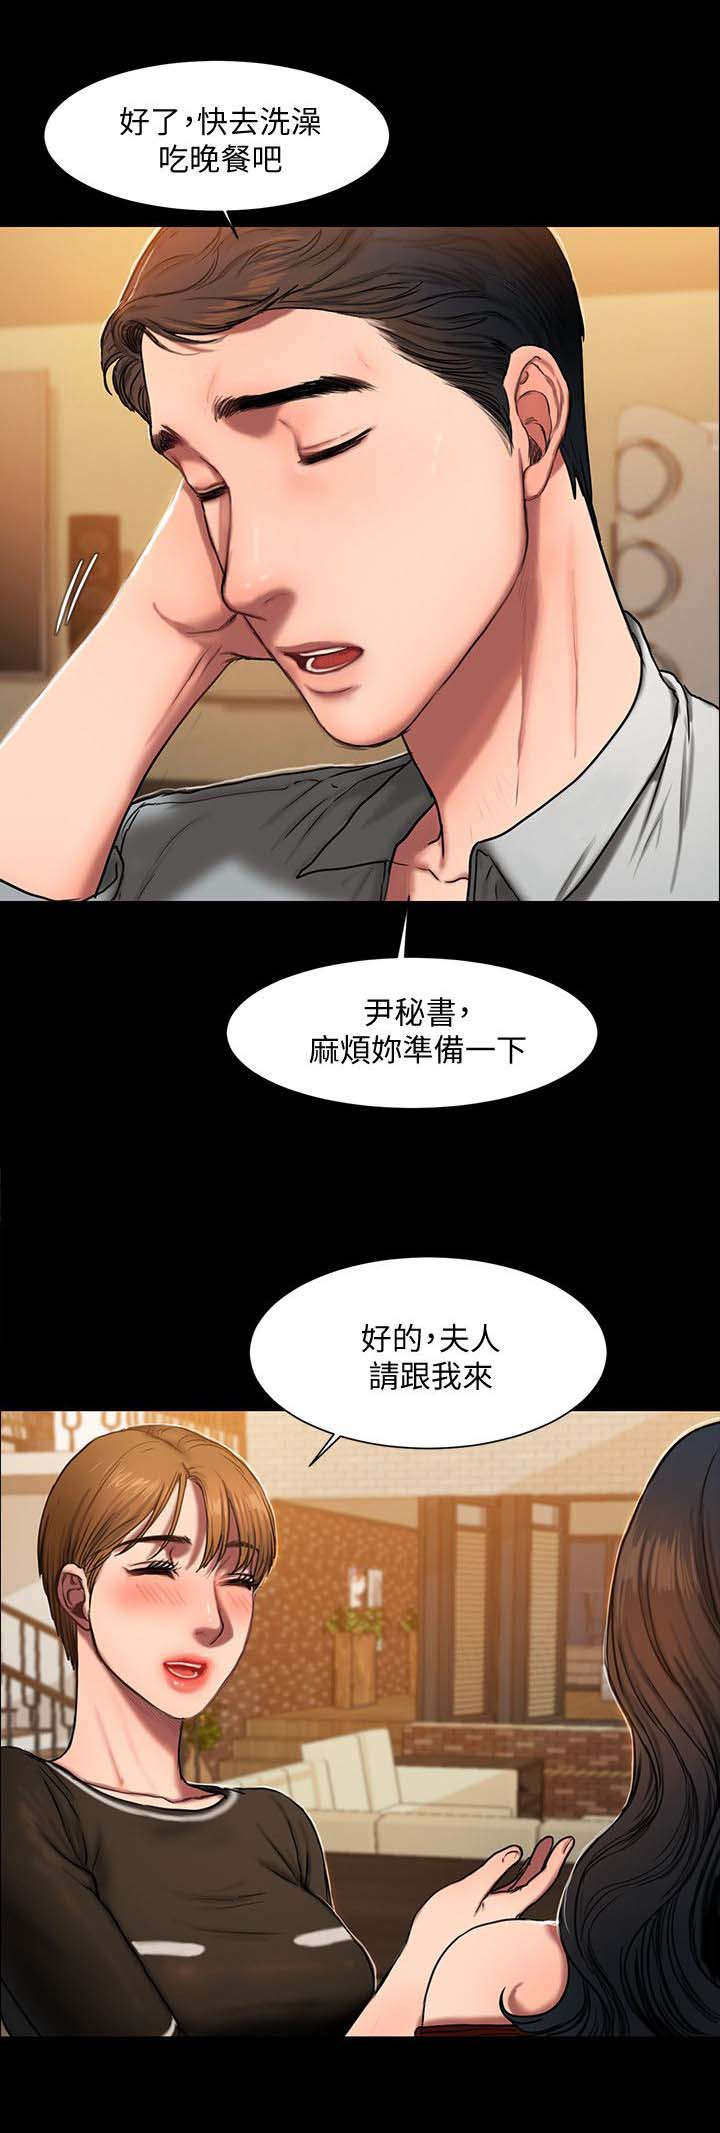 好了，快去洗澡
吃晚餐吧
尹秘書，
麻煩妳準備一下
好的，夫人
請跟我來